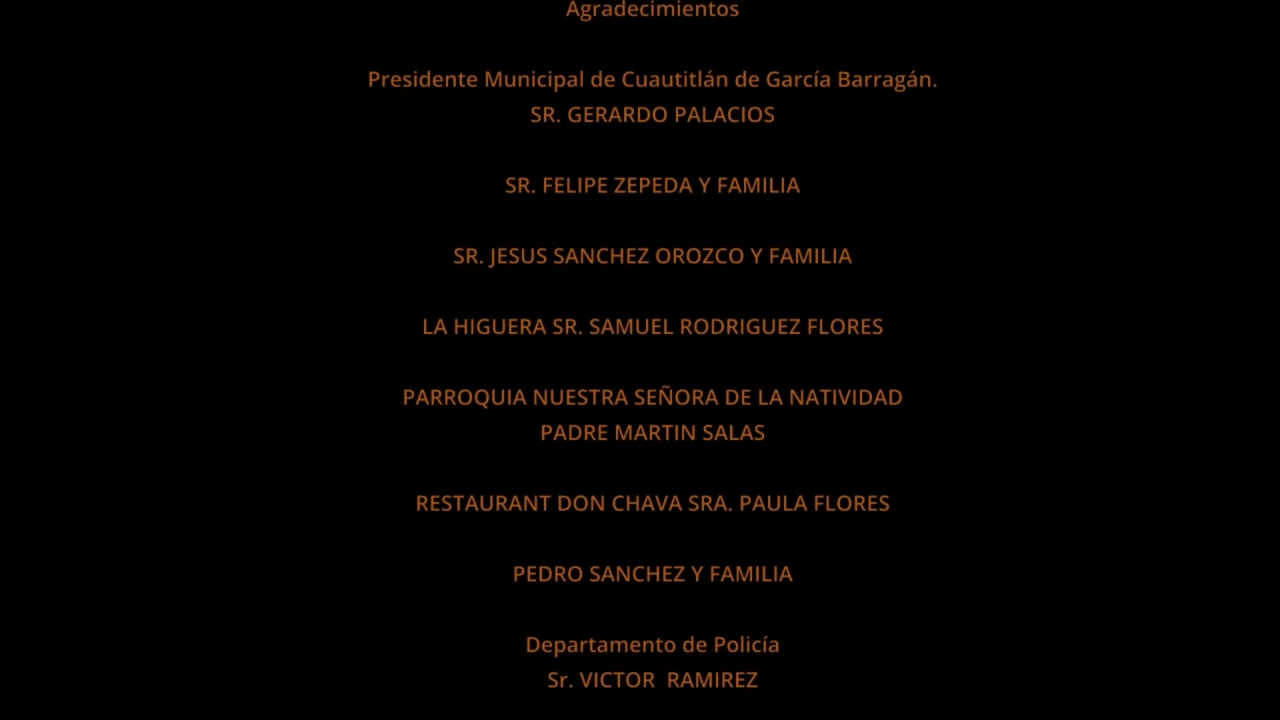 Agradecimientos
Presidente Municipal de Cuautitlán de García Barragán.
SR. GERARDO PALACIOS
SR. FELIPE ZEPEDA Y FAMILIA
SR. JESUS SANCHEZ OROZCO Y FAMILIA
LA HIGUERA SR. SAMUEL RODRIGUEZ FLORES
PARROQUIA NUESTRA SEÑORA DE LA NATIVIDAD
PADRE MARTIN SALAS
RESTAURANT DON CHAVA SRA. PAULA FLORES
PEDRO SANCHEZ Y FAMILIA
Departamento de Policía
Sr. VICTOR  RAMIREZ